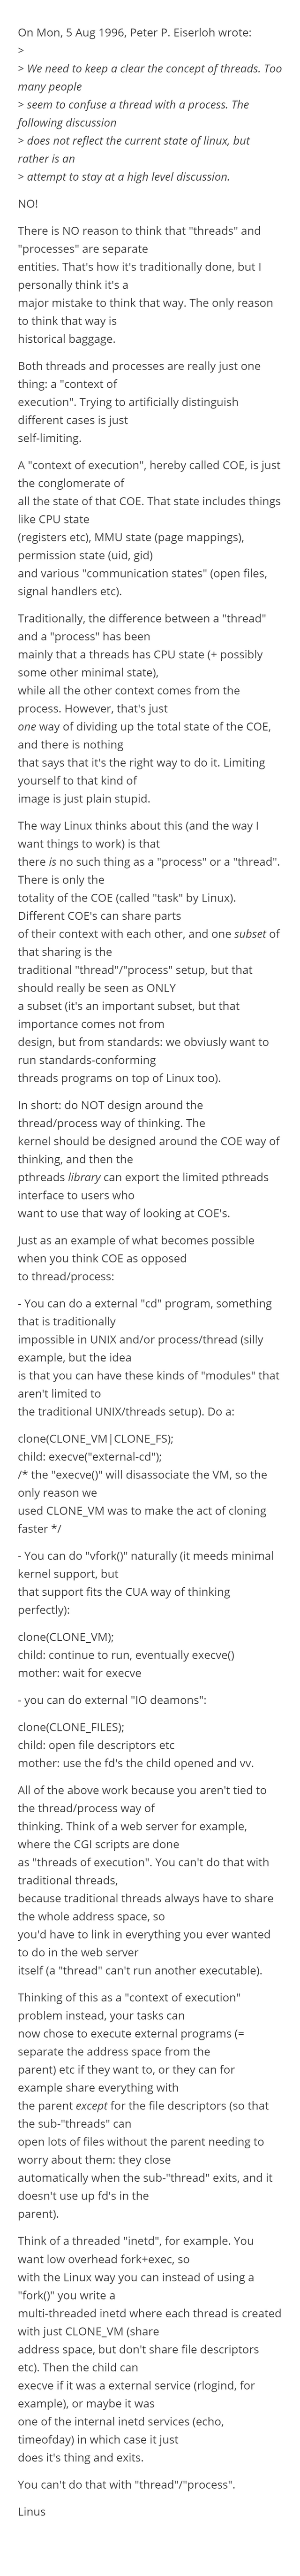 On Mon, 5 Aug 1996, Peter P. Eiserloh wrote:
>
> We need to keep a clear the concept of threads. Too
many people
> seem to confuse a thread with a process. The
following discussion
> does not reflect the current state of linux, but
rather is an
> attempt to stay at a high level discussion.
NO!
There is NO reason to think that "threads" and
"processes" are separate
entities. That's how it's traditionally done, but I
personally think it's a
major mistake to think that way. The only reason
to think that way is
historical baggage.
Both threads and processes are really just one
thing: a "context of
execution". Trying to artificially distinguish
different cases is just
self-limiting.
A "context of execution", hereby called COE, is just
the conglomerate of
all the state of that COE. That state includes things
like CPU state
(registers etc), MMU state (page mappings),
permission state (uid, gid)
and various "communication states" (open files,
signal handlers etc).
Traditionally, the difference between a "thread"
and a "process" has been
mainly that a threads has CPU state (+ possibly
some other minimal state),
while all the other context comes from the
process. However, that's just
one way of dividing up the total state of the COE,
and there is nothing
that says that it's the right way to do it. Limiting
yourself to that kind of
image is just plain stupid.
The way Linux thinks about this (and the way I
want things to work) is that
there is no such thing as a "process" or a "thread".
There is only the
totality of the COE (called "task" by Linux).
Different COE's can share parts
of their context with each other, and one subset of
that sharing is the
traditional "thread"/"process" setup, but that
should really be seen as ONLY
a subset (it's an important subset, but that
importance comes not from
design, but from standards: we obviusly want to
run standards-conforming
threads programs on top of Linux too).
In short: do NOT design around the
thread/process way of thinking. The
kernel should be designed around the COE way of
thinking, and then the
pthreads library can export the limited pthreads
interface to users who
want to use that way of looking at COE's.
Just as an example of what becomes possible
when you think COE as opposed
to thread/process:
- You can do a external "cd" program, something
that is traditionally
impossible in UNIX and/or process/thread (silly
example, but the idea
is that you can have these kinds of "modules" that
aren't limited to
the traditional UNIX/threads setup). Do a:
clone(CLONE_VM|CLONE_FS);
child: execve("external-cd");
/* the "execve()" will disassociate the VM, so the
only reason we
used CLONE_VM was to make the act of cloning
faster */
- You can do "vfork()" naturally (it meeds minimal
kernel support, but
that support fits the CUA way of thinking
perfectly):
clone(CLONE_VM);
child: continue to run, eventually execve()
mother: wait for execve
- you can do external "IO deamons":
clone(CLONE_FILES);
child: open file descriptors etc
mother: use the fd's the child opened and vv.
All of the above work because you aren't tied to
the thread/process way of
thinking. Think of a web server for example,
where the CGI scripts are done
as "threads of execution". You can't do that with
traditional threads,
because traditional threads always have to share
the whole address space, so
you'd have to link in everything you ever wanted
to do in the web server
itself (a "thread" can't run another executable).
Thinking of this as a "context of execution"
problem instead, your tasks can
now chose to execute external programs (=
separate the address space from the
parent) etc if they want to, or they can for
example share everything with
the parent except for the file descriptors (so that
the sub-"threads" can
open lots of files without the parent needing to
worry about them: they close
automatically when the sub-"thread" exits, and it
doesn't use up fd's in the
parent).
Think of a threaded "inetd", for example. You
want low overhead fork+exec, so
with the Linux way you can instead of using a
"fork()" you write a
multi-threaded inetd where each thread is created
with just CLONE_VM (share
address space, but don't share file descriptors
etc). Then the child can
execve if it was a external service (rlogind, for
example), or maybe it was
one of the internal inetd services (echo,
timeofday) in which case it just
does it's thing and exits.
You can't do that with "thread"/"process".
Linus